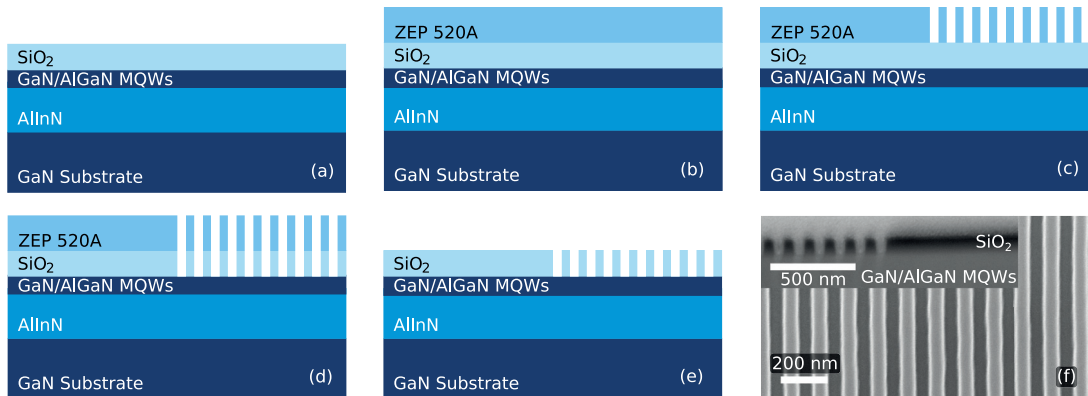 SiO₂
GaN/AlGaN MQWs
AlInN
GaN Substrate
(a)
ZEP 520A
SiO₂
GaN/AlGaN MQWs
AlInN
GaN Substrate
(b)
ZEP 520A
SiO₂
GaN/AlGaN MQWs
AlInN
GaN Substrate
(c)
ZEP 520A
SiO₂
GaN/AlGaN MQWs
AlInN
GaN Substrate
(d)
SiO₂
GaN/AlGaN MQWs
AlInN
GaN Substrate
(e)
SiO₂
500 nm
GaN/AlGaN MQWs
200 nm
(f)